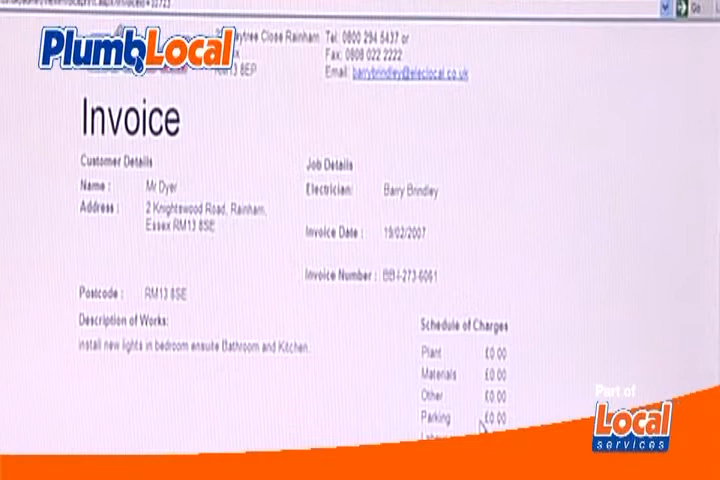 PlumbLocal
Close Rainham Tel: 0800 294 5437 or
Fax: 0808 022 2222
RM13 8EP Email: barrybrindley@eleclocal.co.uk
Invoice
Customer Details
Job Details
Name : Mr Dyer
Electrician: Barry Brindley
Address : 2 Knightswood Road, Rainham,
Essex RM13 8SE
Invoice Date : 19/02/2007
Invoice Number :
Postcode : RM13 8SE
Description of Works:
install new lights in bedroom ensuite Bathroom and Kitchen.
Schedule of Charges
Plant £0.00
Materials £0.00
Other £0.00
Parking £0.00
Part of
Local
services
Go